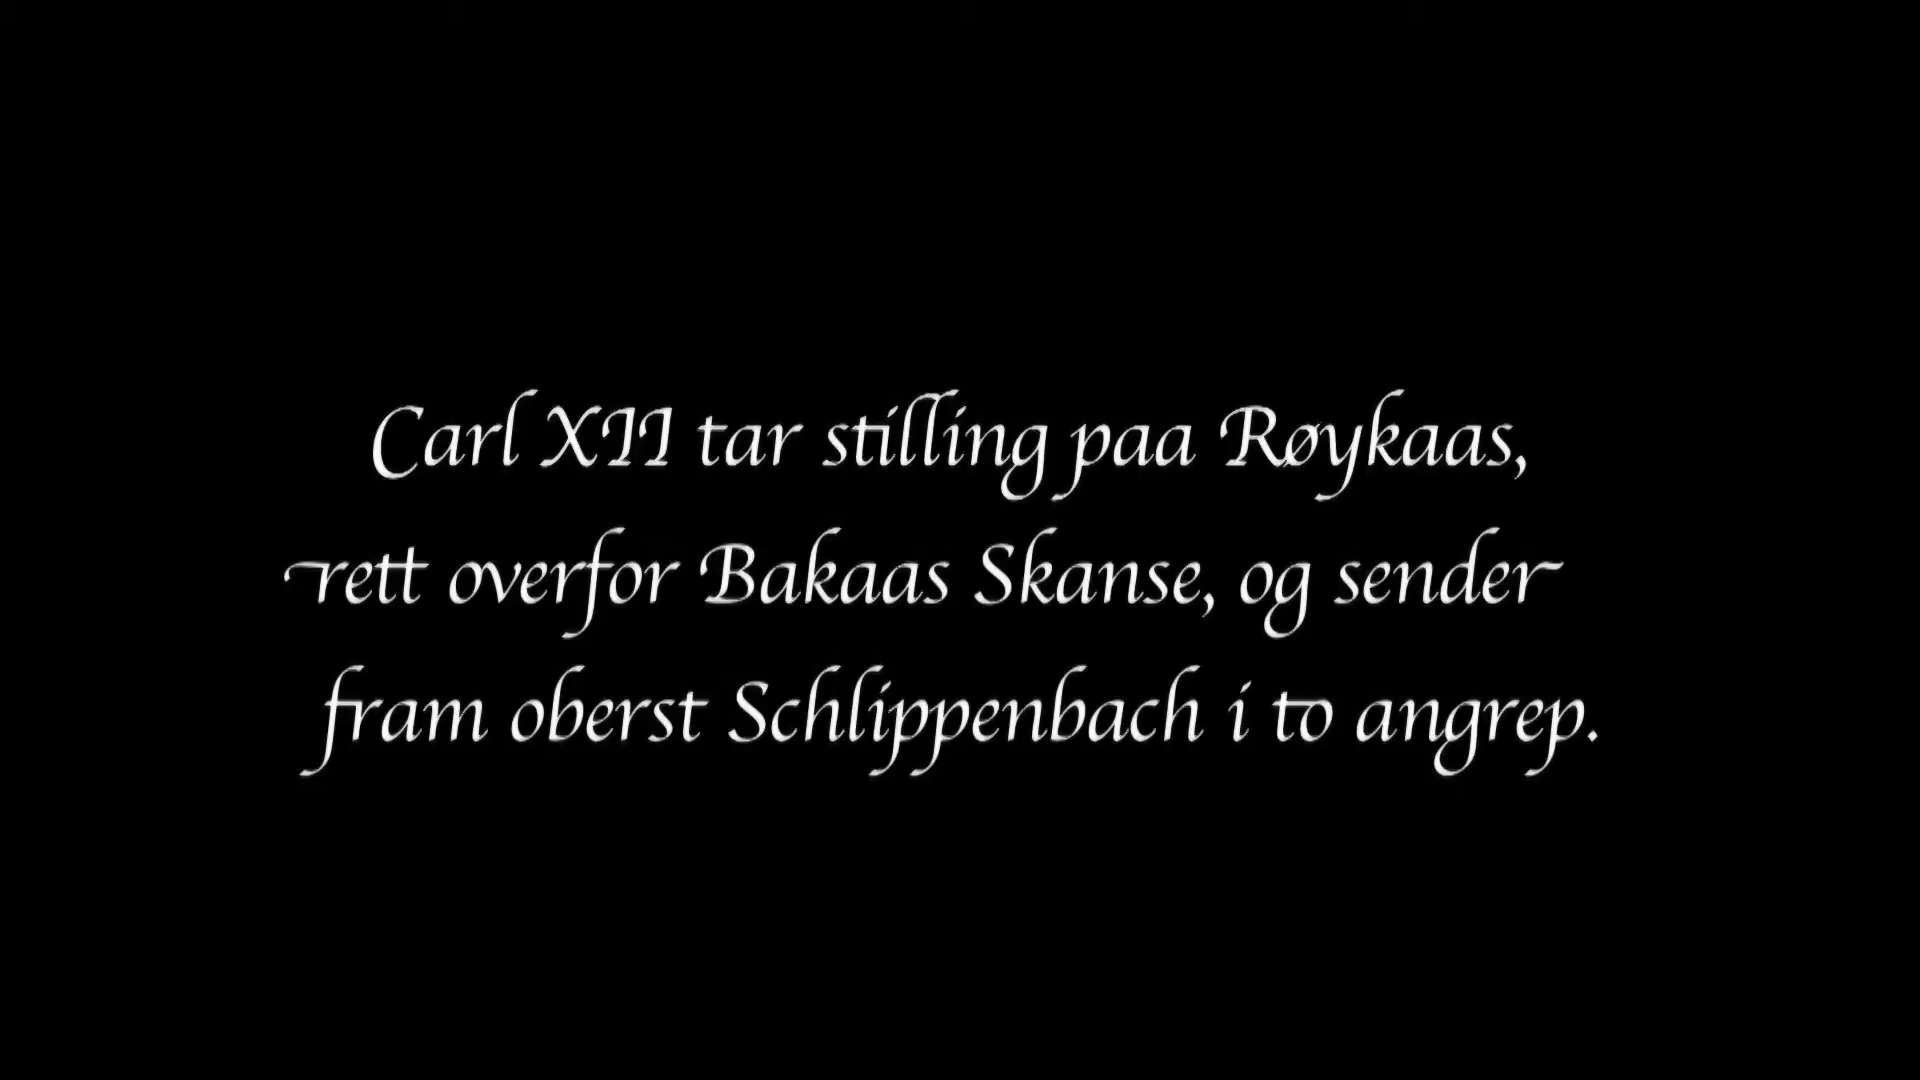 Carl XII tar stilling paa Røykaas,
rett overfor Bakaas Skanse, og sender
fram oberst Schlippenbach i to angrep.